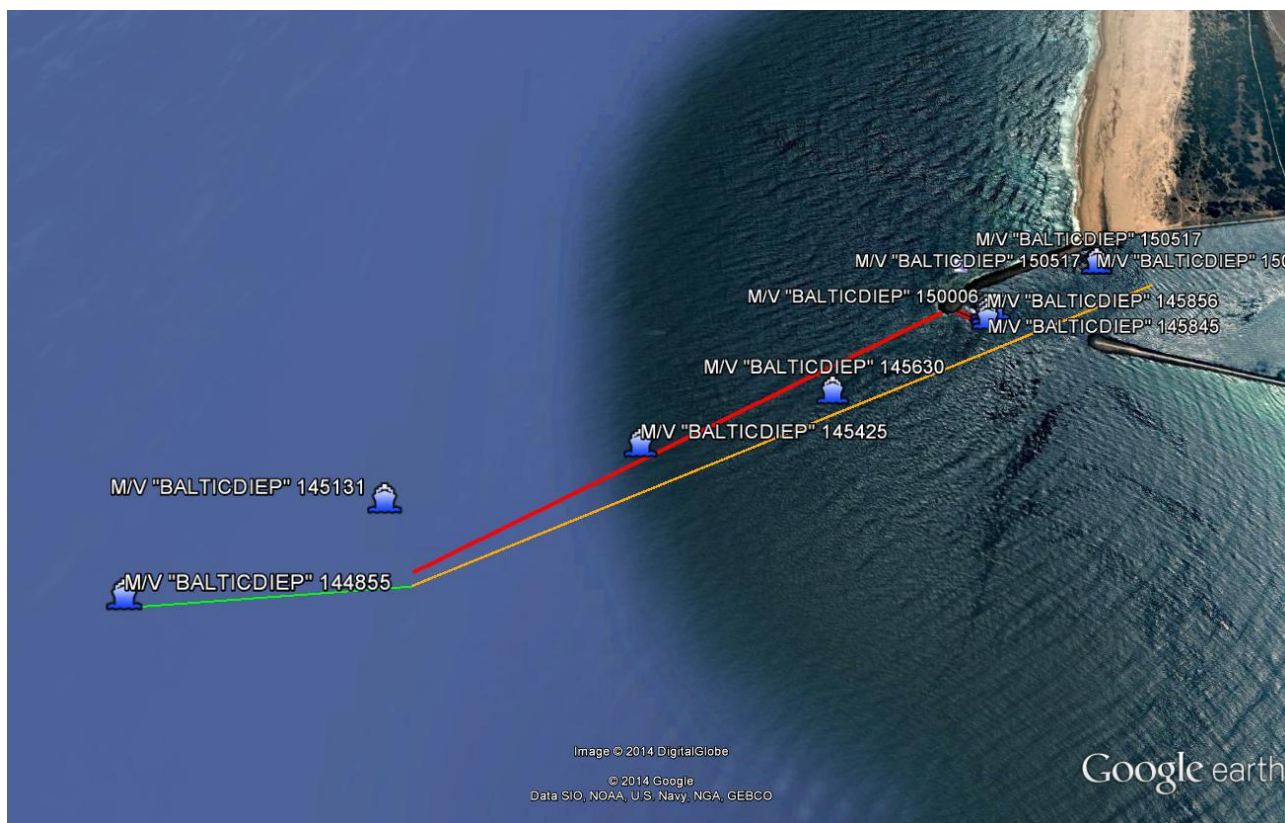 M/V "BALTICDIEP" 150517
M/V "BALTICDIEP" 150517
M/V "BALTICDIEP"
M/V "BALTICDIEP" 150006
M/V "BALTICDIEP" 145856
M/V "BALTICDIEP" 145845
M/V "BALTICDIEP" 145630
M/V "BALTICDIEP" 145425
M/V "BALTICDIEP" 145131
M/V "BALTICDIEP" 144855
Image © 2014 DigitalGlobe
© 2014 Google
Data SIO, NOAA, U.S. Navy, NGA, GEBCO
Google earth